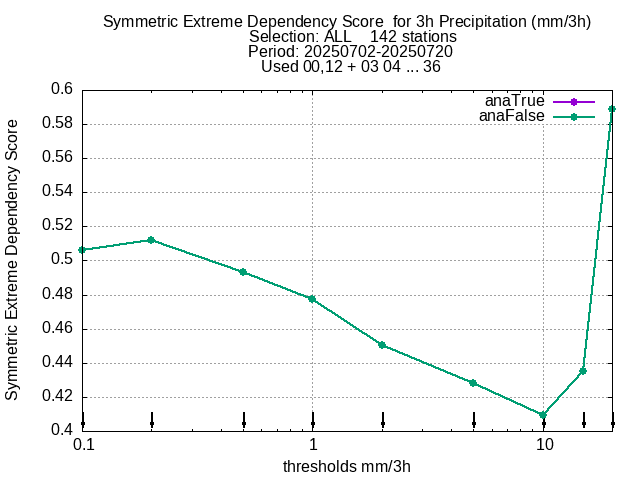 Symmetric Extreme Dependency Score  for 3h Precipitation (mm/3h)
Selection: ALL    142 stations
Period: 20250702-20250720
Used 00,12 + 03 04 ... 36
anaTrue
anaFalse
Symmetric Extreme Dependency Score
0.6
0.58
0.56
0.54
0.52
0.5
0.48
0.46
0.44
0.42
0.4
0.1
1
10
thresholds mm/3h